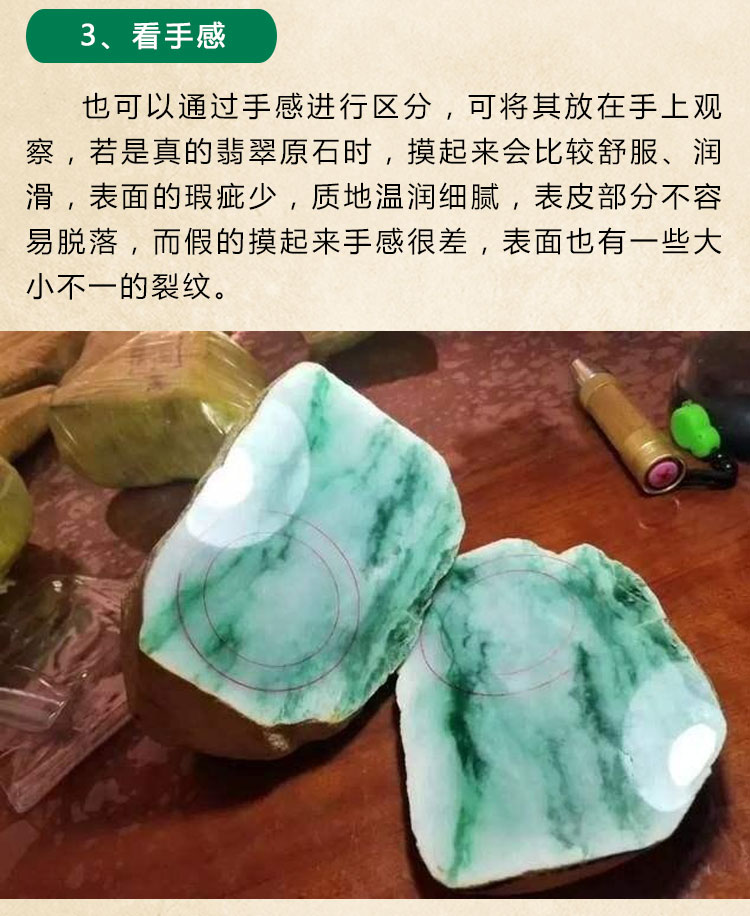 3、看手感
也可以通过手感进行区分，可将其放在手上观
察，若是真的翡翠原石时，摸起来会比较舒服、润
滑，表面的瑕疵少，质地温润细腻，表皮部分不容
易脱落，而假的摸起来手感很差，表面也有一些大
小不一的裂纹。